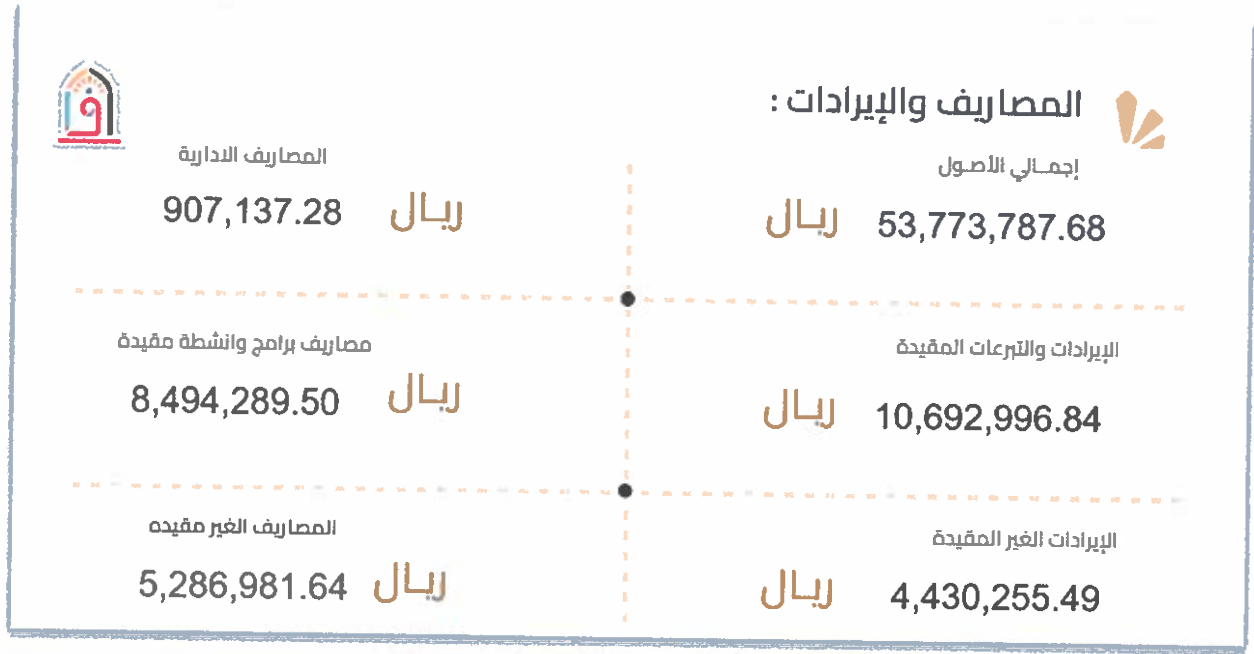 المصاريف والإيرادات :
إجمـالي الأصـول
53,773,787.68 ريـال
المصاريف الادارية
907,137.28 ريـال
الإيرادات والتبرعات المقيدة
10,692,996.84 ريـال
مصاريف برامج وانشطة مقيدة
8,494,289.50 ريـال
الإيرادات الغير المقيدة
4,430,255.49 ريـال
المصاريف الغير مقيده
5,286,981.64 ريـال